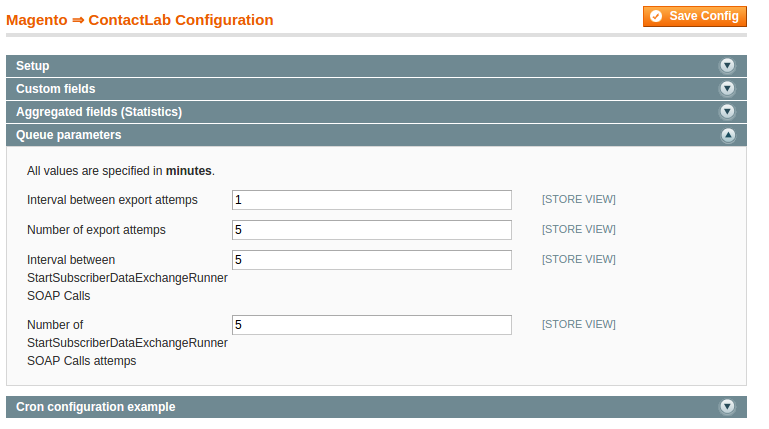 Magento ⇒ ContactLab Configuration
Save Config
Setup
Custom fields
Aggregated fields (Statistics)
Queue parameters
All values are specified in minutes.
Interval between export attemps 1 [STORE VIEW]
Number of export attemps 5 [STORE VIEW]
Interval between 5 [STORE VIEW]
StartSubscriberDataExchangeRunner
SOAP Calls
Number of 5 [STORE VIEW]
StartSubscriberDataExchangeRunner
SOAP Calls attemps
Cron configuration example